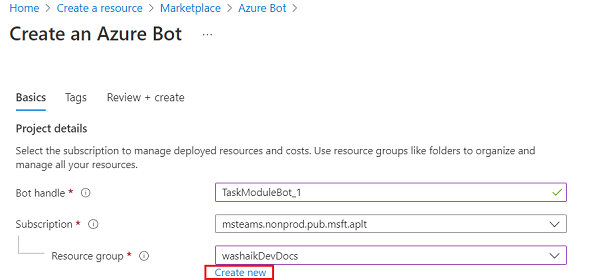 Home > Create a resource > Marketplace > Azure Bot >
Create an Azure Bot ...
Basics Tags Review + create
Project details
Select the subscription to manage deployed resources and costs. Use resource groups like folders to organize and
manage all your resources.
Bot handle * TaskModuleBot_1
Subscription * msteams.nonprod.pub.msft.aplt
Resource group * washaikDevDocs
Create new